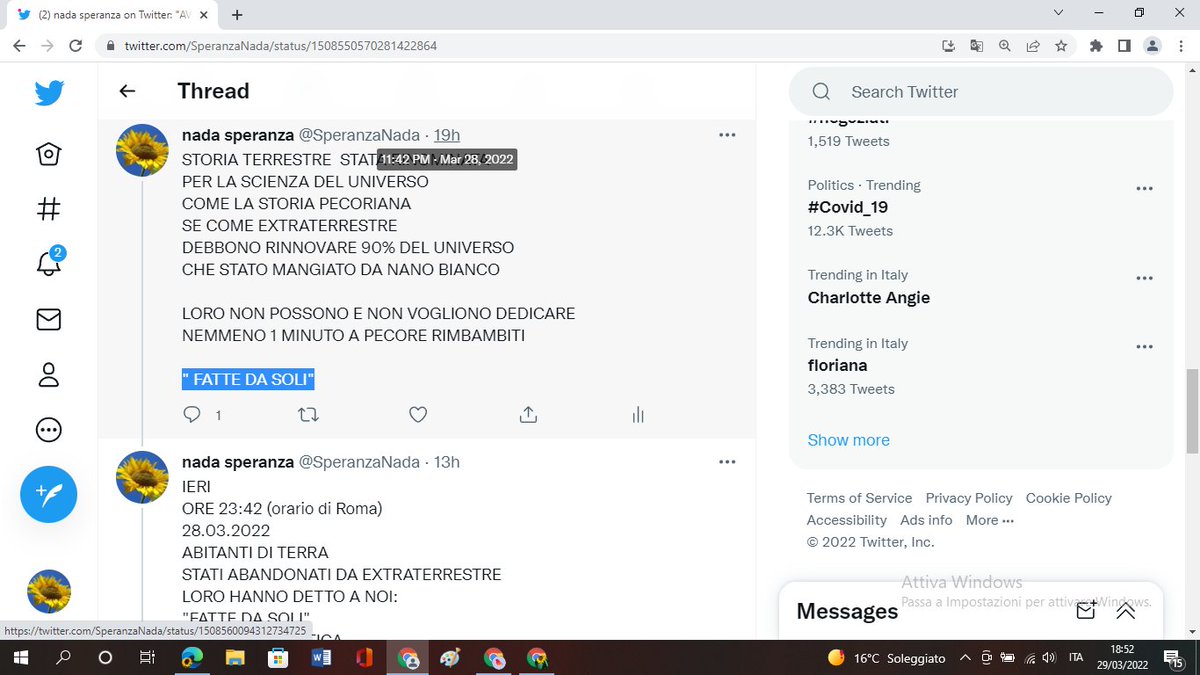 (2) nada speranza on Twitter: "AV
twitter.com/SperanzaNada/status/1508550570281422864
Thread
Search Twitter
nada speranza @SperanzaNada · 19h
11:42 PM · Mar 28, 2022
STORIA TERRESTRE STATA
PER LA SCIENZA DEL UNIVERSO
COME LA STORIA PECORIANA
SE COME EXTRATERRESTRE
DEBBONO RINNOVARE 90% DEL UNIVERSO
CHE STATO MANGIATO DA NANO BIANCO
LORO NON POSSONO E NON VOGLIONO DEDICARE
NEMMENO 1 MINUTO A PECORE RIMBAMBITI
" FATTE DA SOLI"
1
nada speranza @SperanzaNada · 13h
IERI
ORE 23:42 (orario di Roma)
28.03.2022
ABITANTI DI TERRA
STATI ABANDONATI DA EXTRATERRESTRE
LORO HANNO DETTO A NOI:
"FATTE DA SOLI"
2
#negoziati
1,519 Tweets
Politics · Trending
#Covid_19
12.3K Tweets
Trending in Italy
Charlotte Angie
Trending in Italy
floriana
3,383 Tweets
Show more
Terms of Service Privacy Policy Cookie Policy
Accessibility Ads info More ···
© 2022 Twitter, Inc.
Attiva Windows
Passa a Impostazioni per attivare Windows.
Messages
https://twitter.com/SperanzaNada/status/1508560094312734725
16°C Soleggiato
ITA
18:52
29/03/2022
15